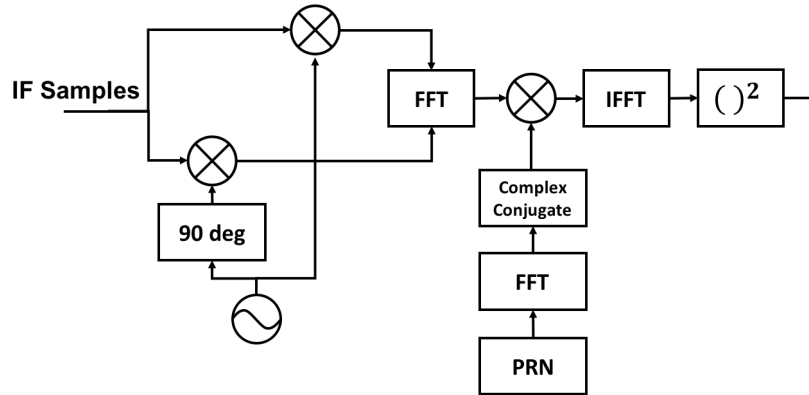 IF Samples
FFT
IFFT
( )²
Complex
Conjugate
90 deg
FFT
PRN